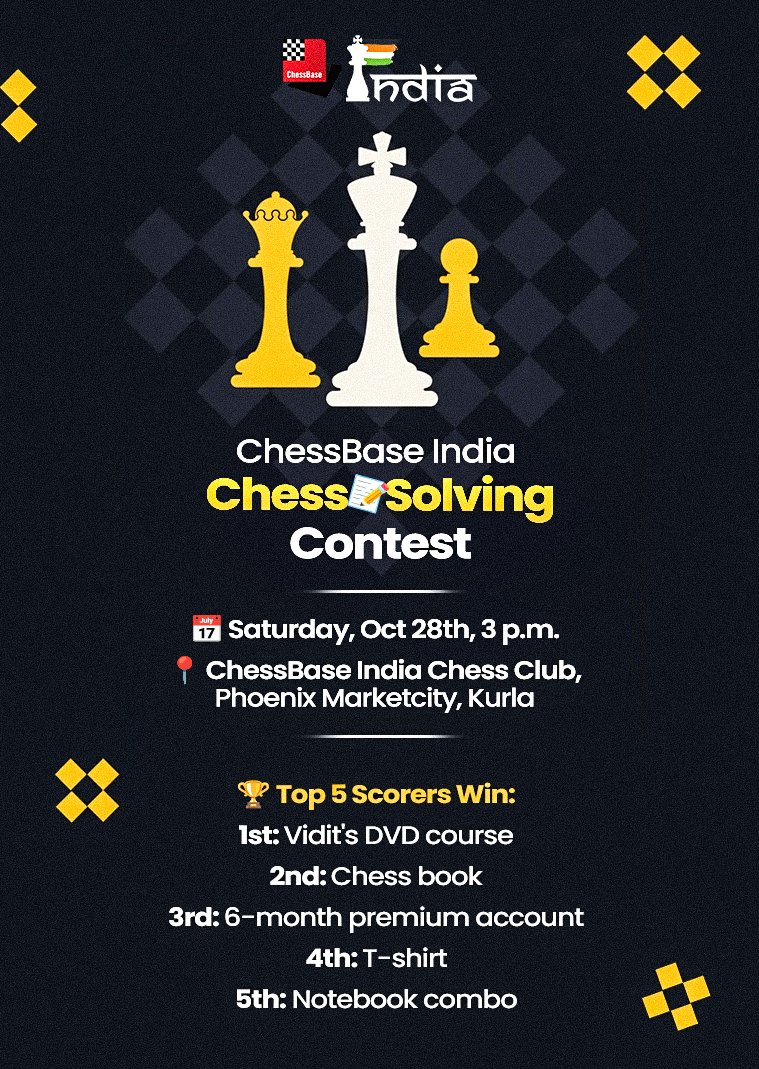 ChessBase
India
ChessBase India
Chess📝Solving
Contest
July
17
Saturday, Oct 28th, 3 p.m.
ChessBase India Chess Club,
Phoenix Marketcity, Kurla
Top 5 Scorers Win:
1st: Vidit's DVD course
2nd: Chess book
3rd: 6-month premium account
4th: T-shirt
5th: Notebook combo